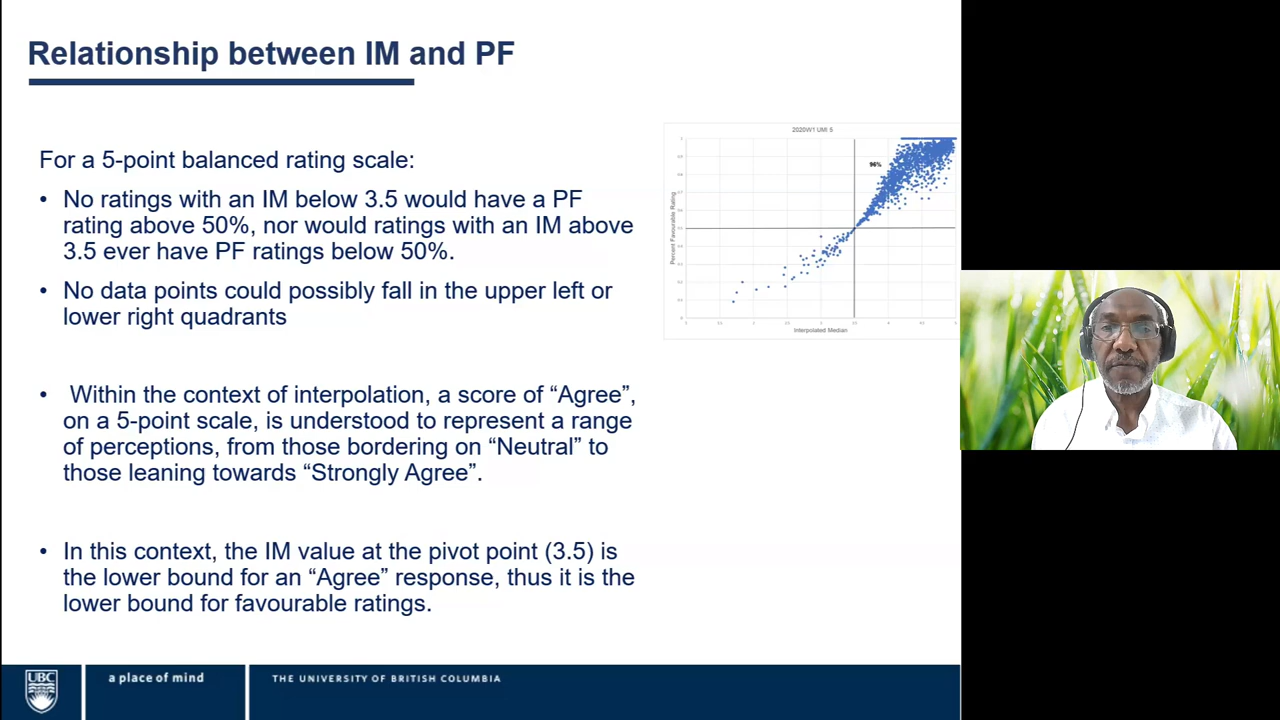 Relationship between IM and PF
For a 5-point balanced rating scale:
• No ratings with an IM below 3.5 would have a PF
rating above 50%, nor would ratings with an IM above
3.5 ever have PF ratings below 50%.
• No data points could possibly fall in the upper left or
lower right quadrants
• Within the context of interpolation, a score of “Agree”,
on a 5-point scale, is understood to represent a range
of perceptions, from those bordering on “Neutral” to
those leaning towards “Strongly Agree”.
• In this context, the IM value at the pivot point (3.5) is
the lower bound for an “Agree” response, thus it is the
lower bound for favourable ratings.
2020W1 UMI 5
96%
Percent Favourable Rating
Interpolated Median
UBC
a place of mind
THE UNIVERSITY OF BRITISH COLUMBIA